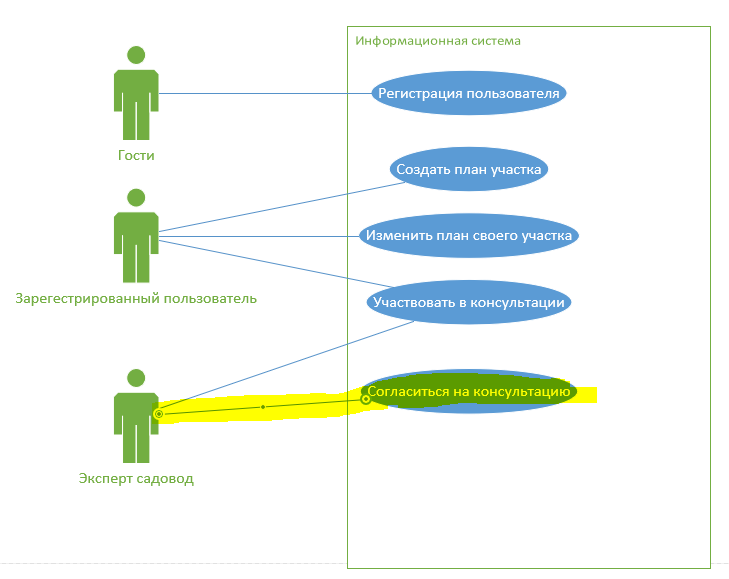 Информационная система
Регистрация пользователя
Гости
Создать план участка
Изменить план своего участка
Зарегестрированный пользователь
Участвовать в консультации
Согласиться на консультацию
Эксперт садовод